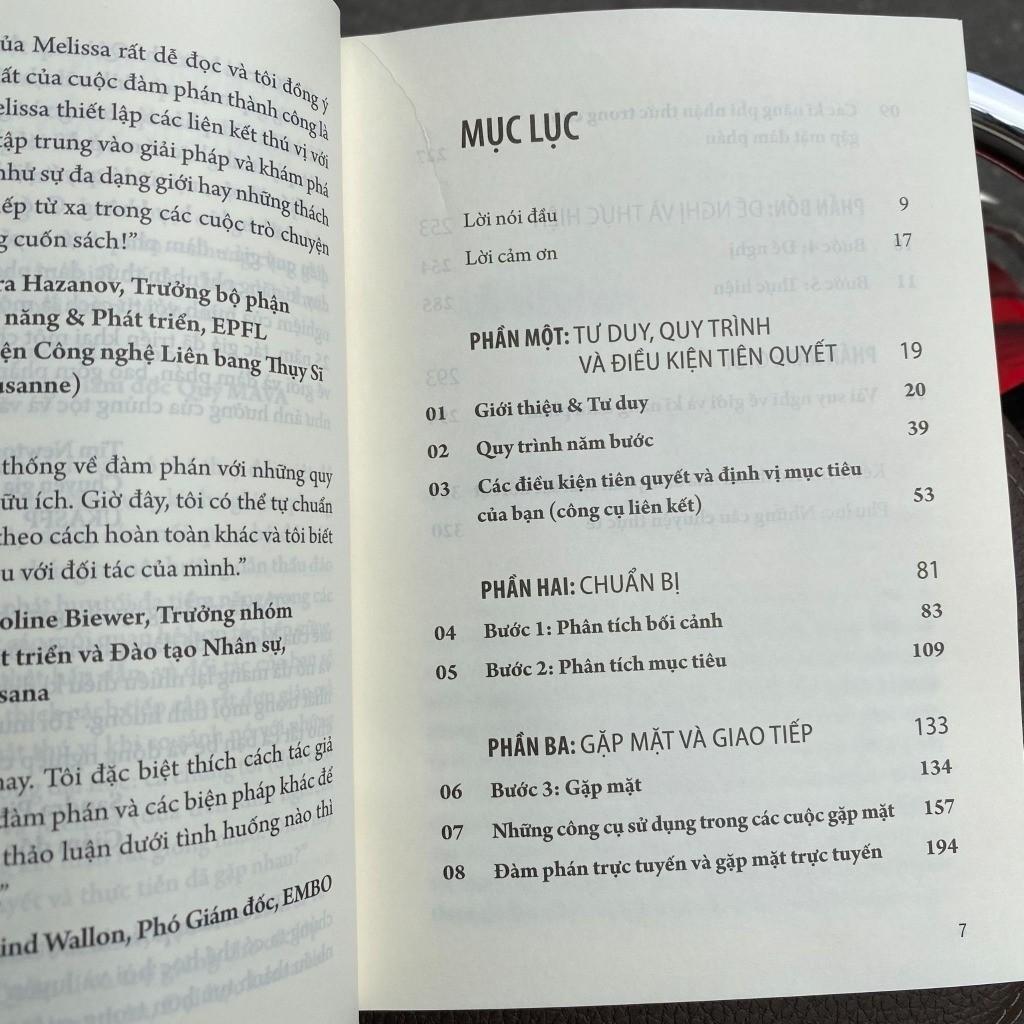 ủa Melissa rất dễ đọc và tôi đồng ý
ất của cuộc đàm phán thành công là
elissa thiết lập các liên kết thú vị với
tập trung vào giải pháp và khám phá
như sự đa dạng giới hay những thách
iếp từ xa trong các cuộc trò chuyện
g cuốn sách!”
ra Hazanov, Trưởng bộ phận
năng & Phát triển, EPFL
ện Công nghệ Liên bang Thụy Sĩ
usanne)
thống về đàm phán với những quy
ữu ích. Giờ đây, tôi có thể tự chuẩn
theo cách hoàn toàn khác và tôi biết
u với đối tác của mình.”
oline Biewer, Trưởng nhóm
t triển và Đào tạo Nhân sự,
sana
hay. Tôi đặc biệt thích cách tác giả
đàm phán và các biện pháp khác để
thảo luận dưới tình huống nào thì
”
ind Wallon, Phó Giám đốc, EMBO
MỤC LỤC
Lời nói đầu 9
Lời cảm ơn 17
PHẦN MỘT: TƯ DUY, QUY TRÌNH
VÀ ĐIỀU KIỆN TIÊN QUYẾT 19
01 Giới thiệu & Tư duy 20
02 Quy trình năm bước 39
03 Các điều kiện tiên quyết và định vị mục tiêu
của bạn (công cụ liên kết) 53
PHẦN HAI: CHUẨN BỊ 81
04 Bước 1: Phân tích bối cảnh 83
05 Bước 2: Phân tích mục tiêu 109
PHẦN BA: GẶP MẶT VÀ GIAO TIẾP 133
06 Bước 3: Gặp mặt 134
07 Những công cụ sử dụng trong các cuộc gặp mặt 157
08 Đàm phán trực tuyến và gặp mặt trực tuyến 194
7